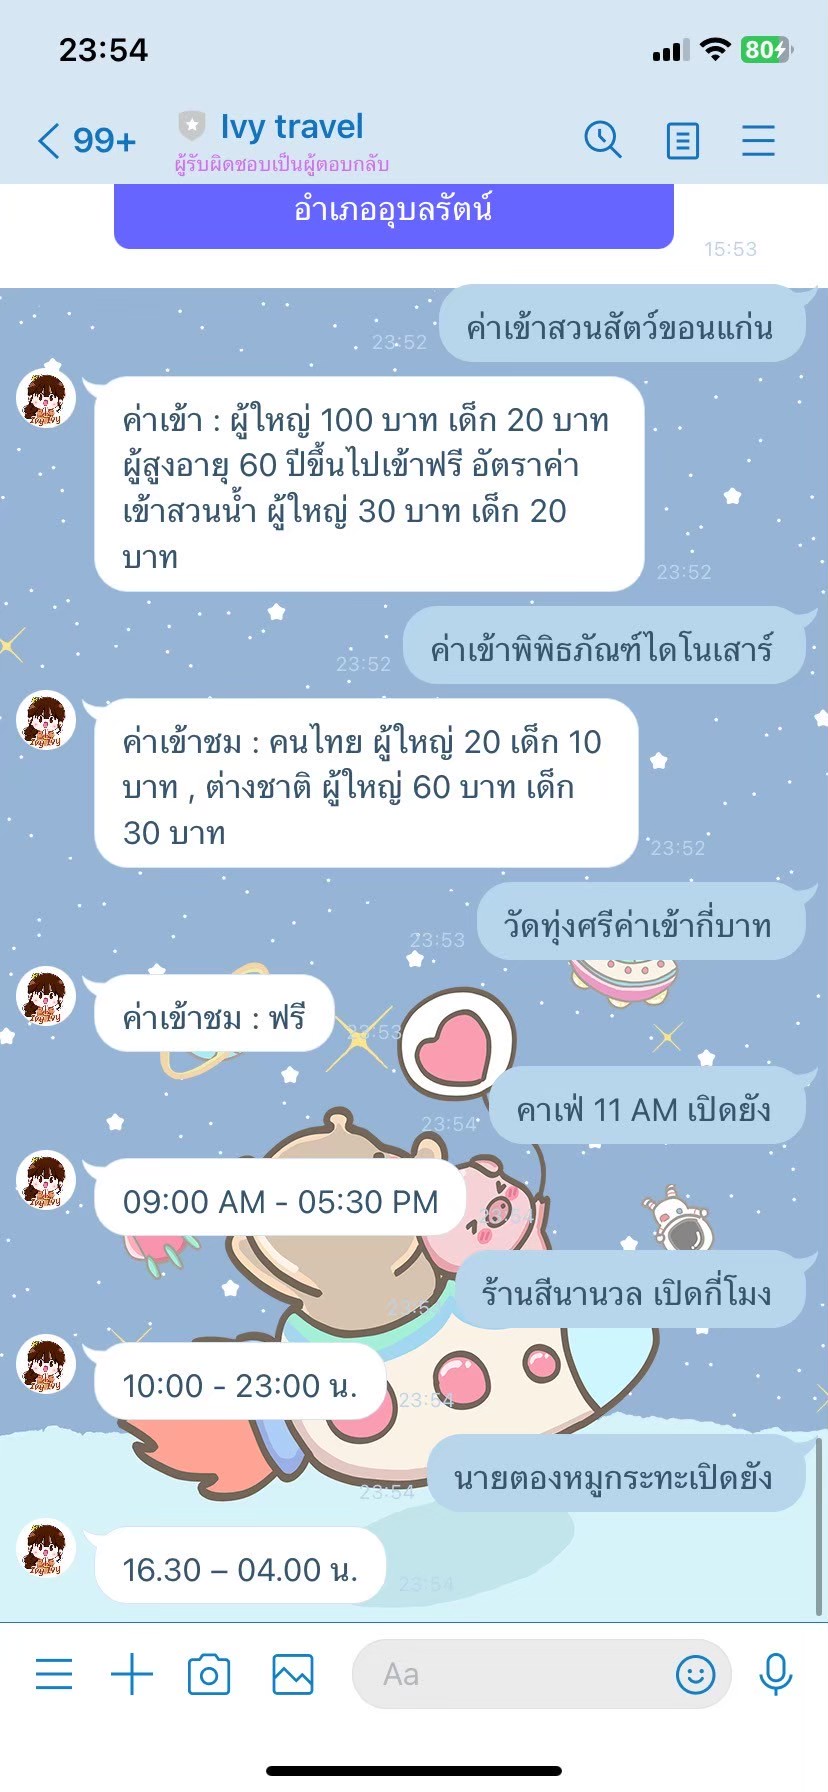 23:54
80
99+
Ivy travel
ผู้รับผิดชอบเป็นผู้ตอบกลับ
อำเภออุบลรัตน์
15:53
ค่าเข้าสวนสัตว์ขอนแก่น
23:52
ค่าเข้า : ผู้ใหญ่ 100 บาท เด็ก 20 บาท
ผู้สูงอายุ 60 ปีขึ้นไปเข้าฟรี อัตราค่า
เข้าสวนน้ำ ผู้ใหญ่ 30 บาท เด็ก 20
บาท
23:52
ค่าเข้าพิพิธภัณฑ์ไดโนเสาร์
23:52
ค่าเข้าชม : คนไทย ผู้ใหญ่ 20 เด็ก 10
บาท , ต่างชาติ ผู้ใหญ่ 60 บาท เด็ก
30 บาท
23:52
วัดทุ่งศรีค่าเข้ากี่บาท
23:53
ค่าเข้าชม : ฟรี
23:53
คาเฟ่ 11 AM เปิดยัง
23:54
09:00 AM - 05:30 PM
23:54
ร้านสีนานวล เปิดกี่โมง
23:54
10:00 - 23:00 น.
23:54
นายตองหมูกระทะเปิดยัง
23:54
16.30 – 04.00 น.
23:54
Aa